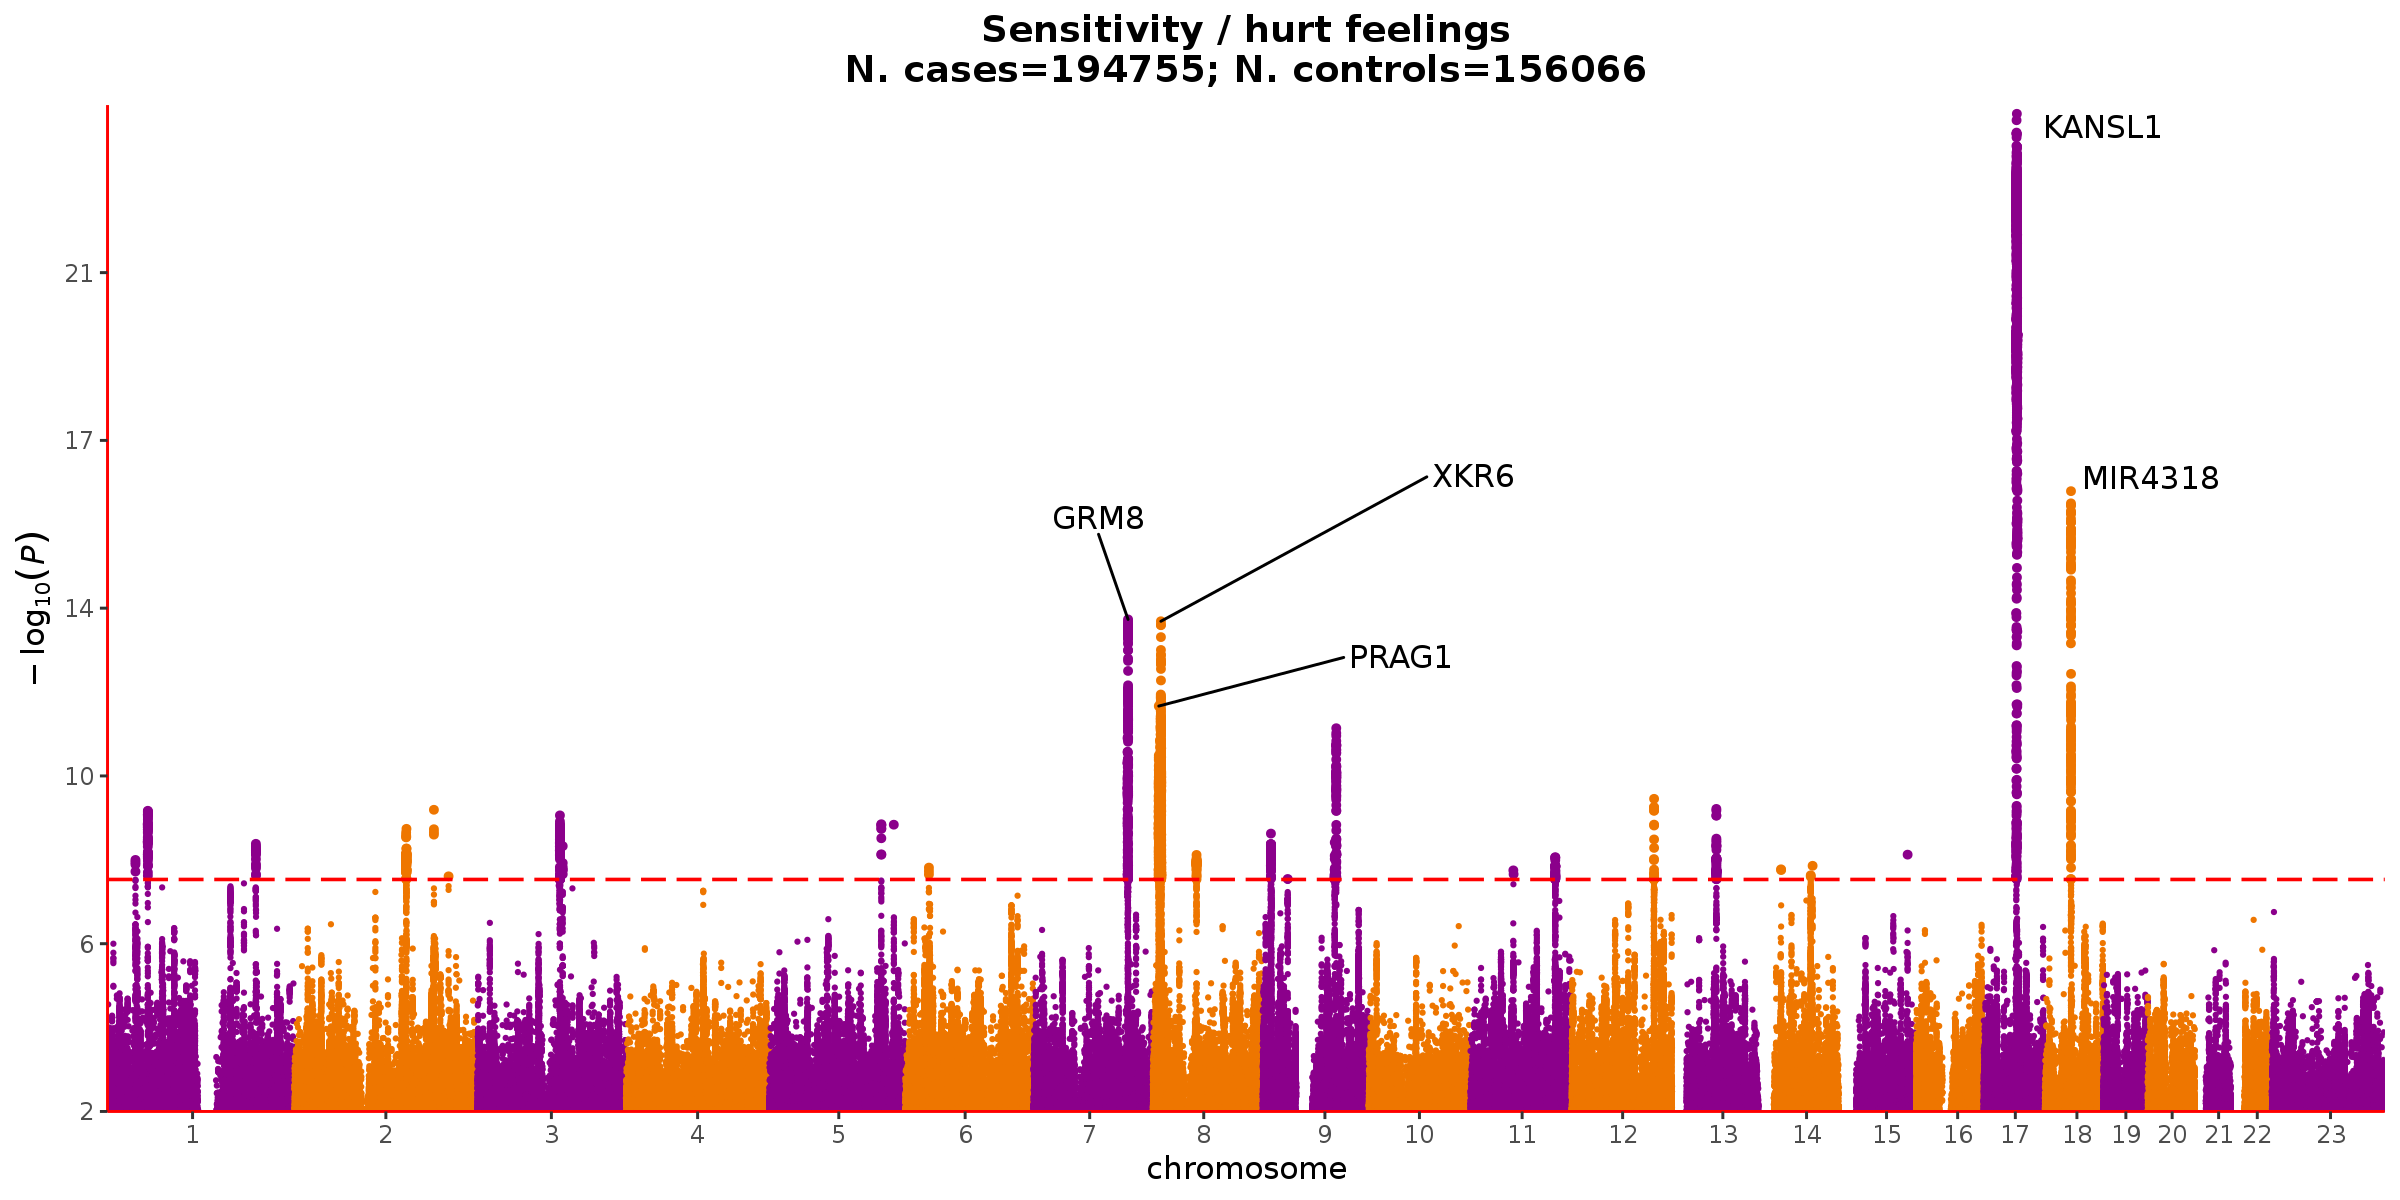 Sensitivity / hurt feelings
N. cases=194755; N. controls=156066
KANSL1
21
17
XKR6
MIR4318
GRM8
14
PRAG1
−log10(P)
10
6
2
1 2 3 4 5 6 7 8 9 10 11 12 13 14 15 16 17 18 19 20 21 22 23
chromosome